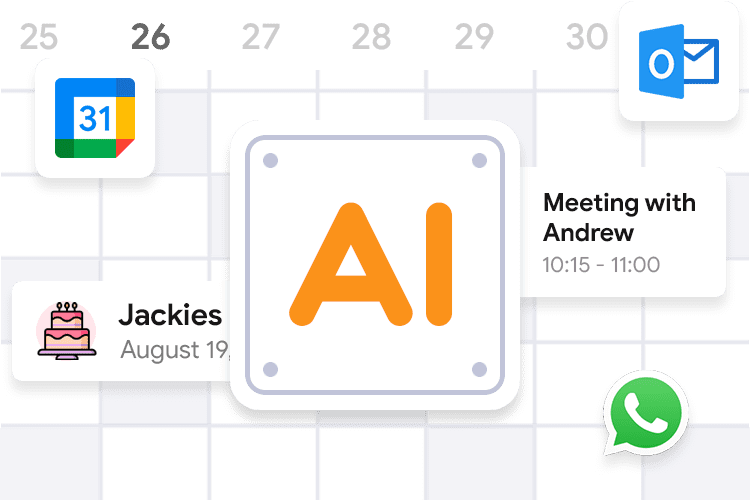 25 26 27 28 29 30
31
O
AI
Meeting with
Andrew
10:15 - 11:00
Jackies
August 19,